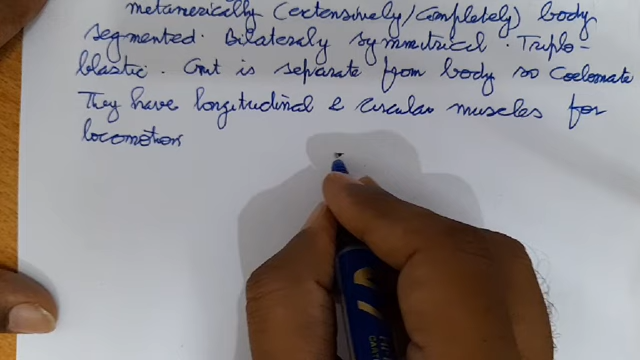 metamerically (extensively/completely) body
segmented. Bilateraly symmetrical. Triplo-
blastic. Gut is separate from body so Coelomate
They have longitudinal & circular muscles for
locomotion